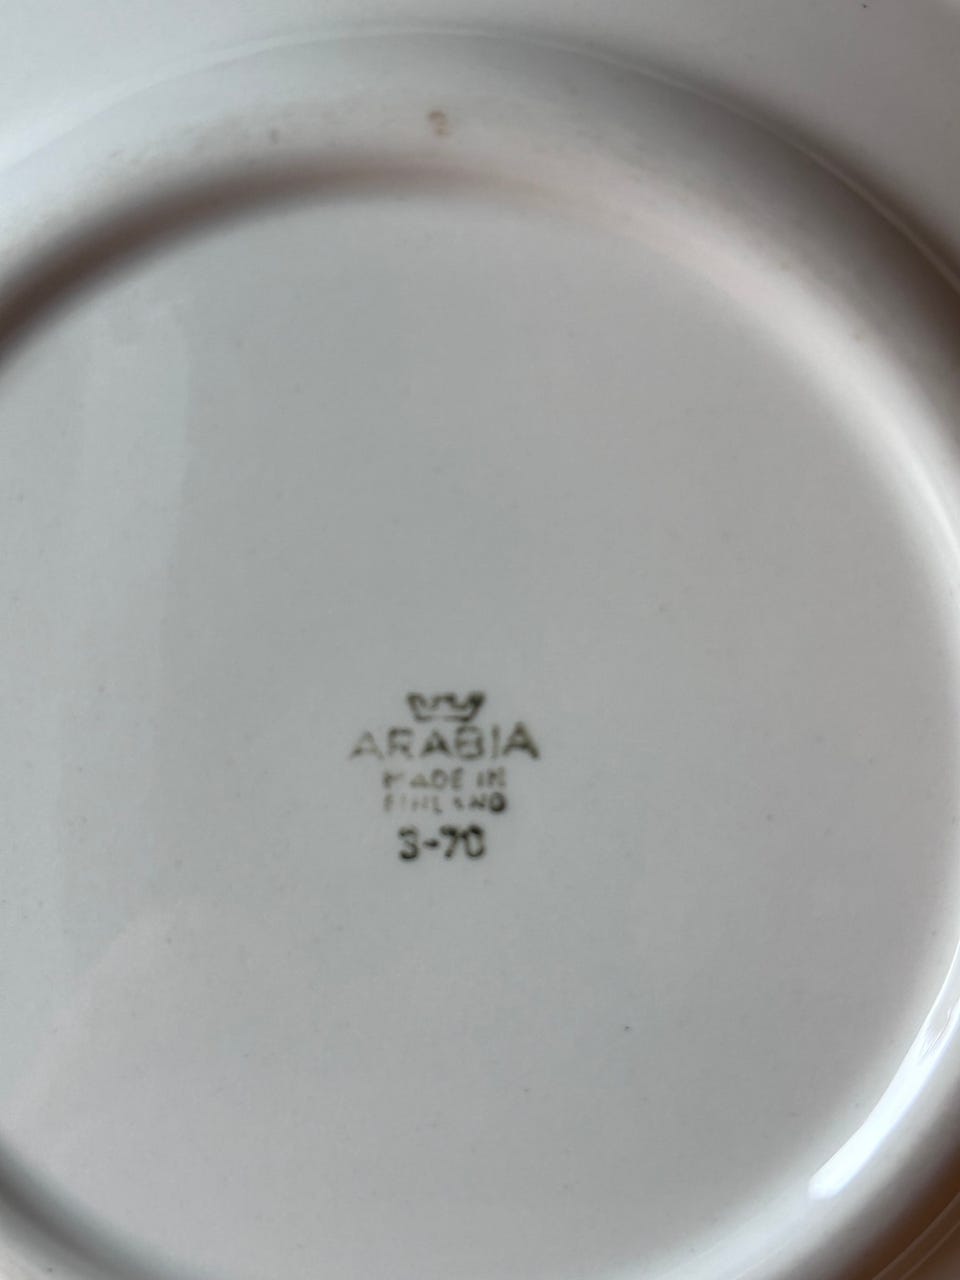 ARABIA
MADE IN
FINLAND
3-70